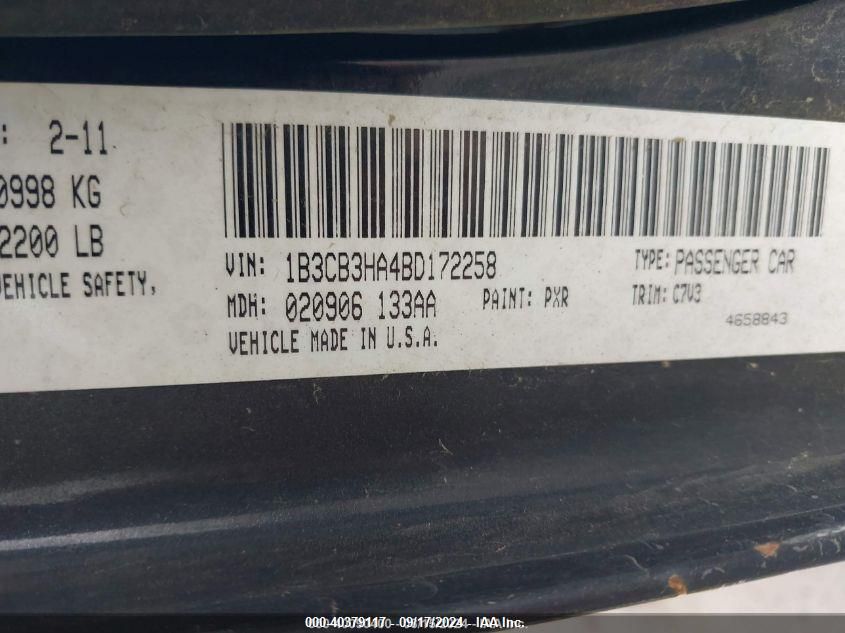 : 2-11
0998 KG
2200 LB
VEHICLE SAFETY,
VIN: 1B3CB3HA4BD172258
TYPE: PASSENGER CAR
MDH: 020906 133AA
PAINT: PXR
TRIM: C7V3
4658843
VEHICLE MADE IN U.S.A.
000-40379117 - 09/17/2024 - IAA Inc.